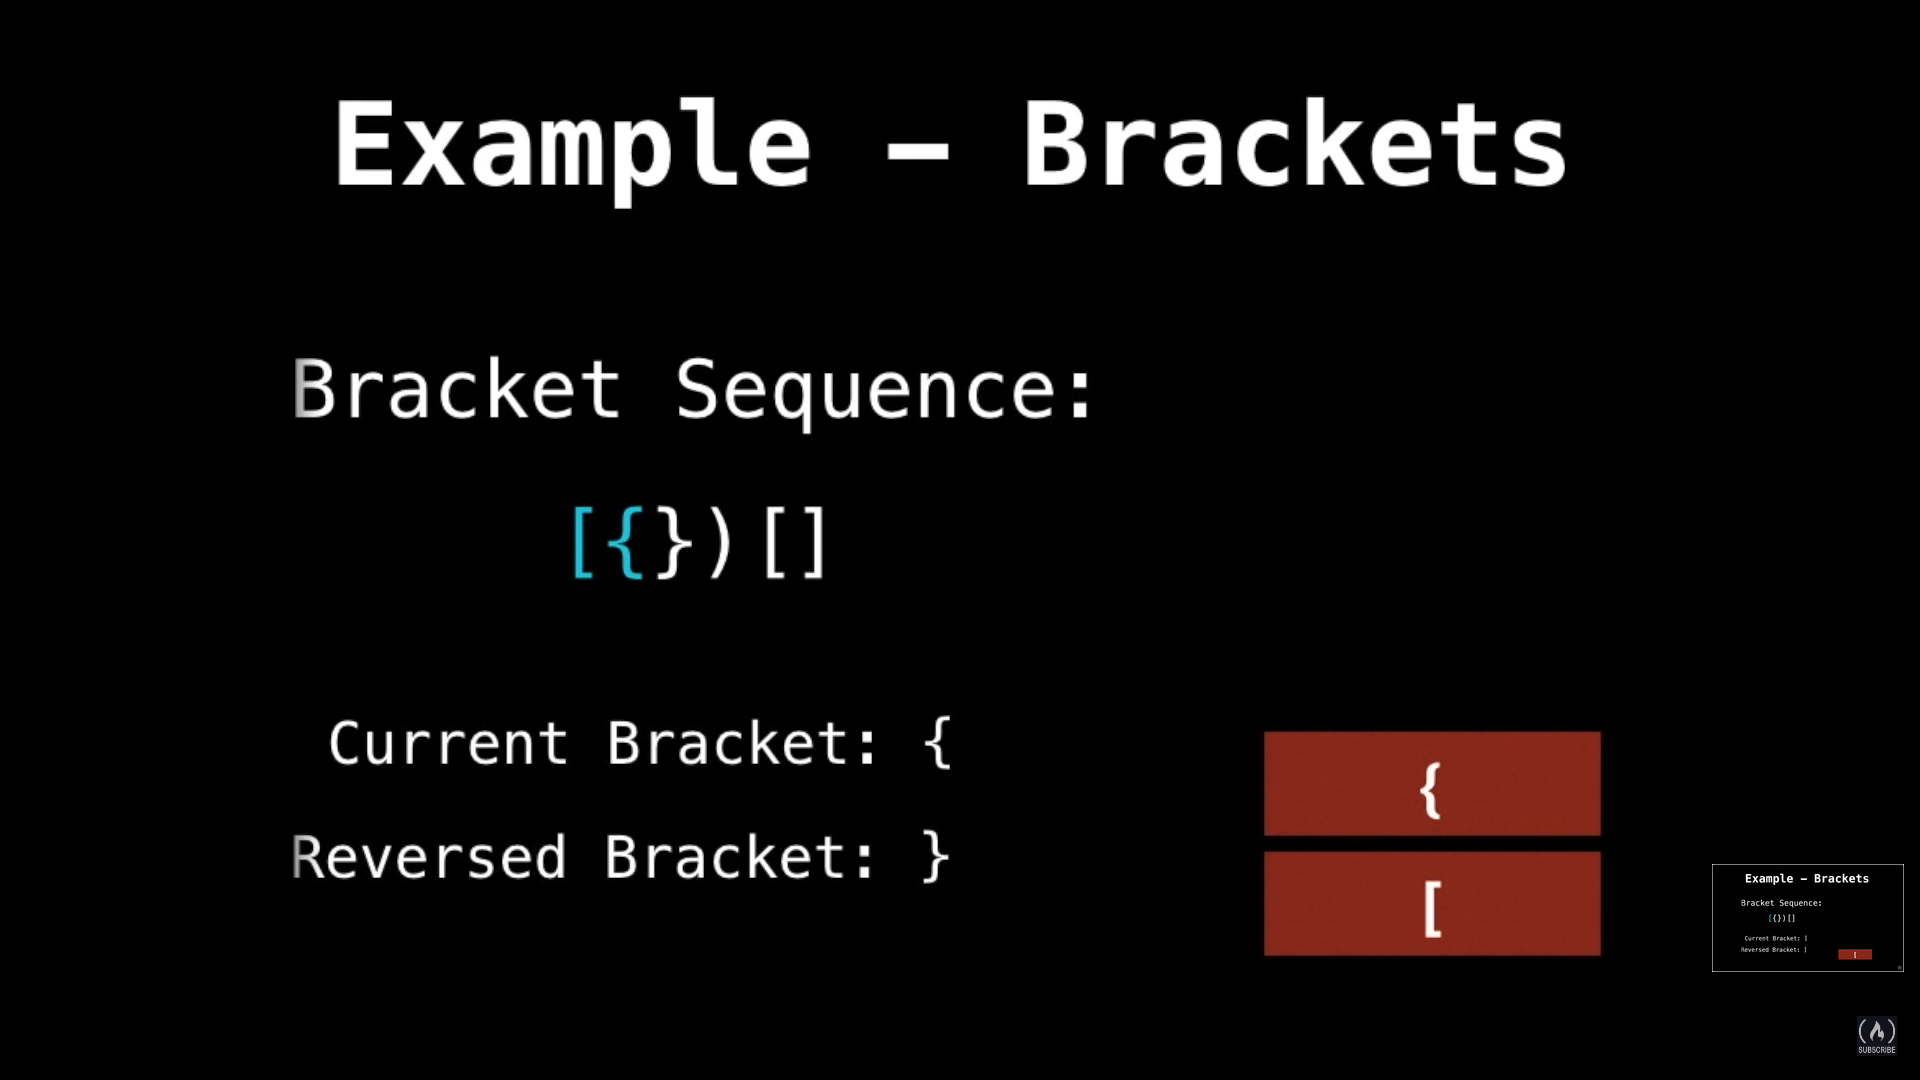 Example – Brackets
Bracket Sequence:
[{})[]
Current Bracket: {
Reversed Bracket: }
{
[
Example – Brackets
Bracket Sequence:
[{})[]
Current Bracket: [
Reversed Bracket: ]
[
SUBSCRIBE